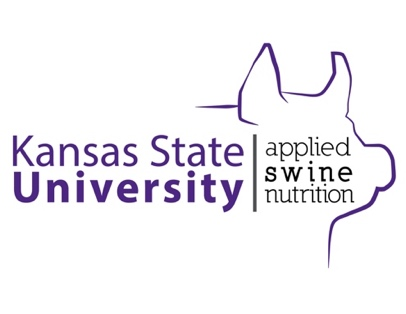 Kansas State
University
applied
swine
nutrition